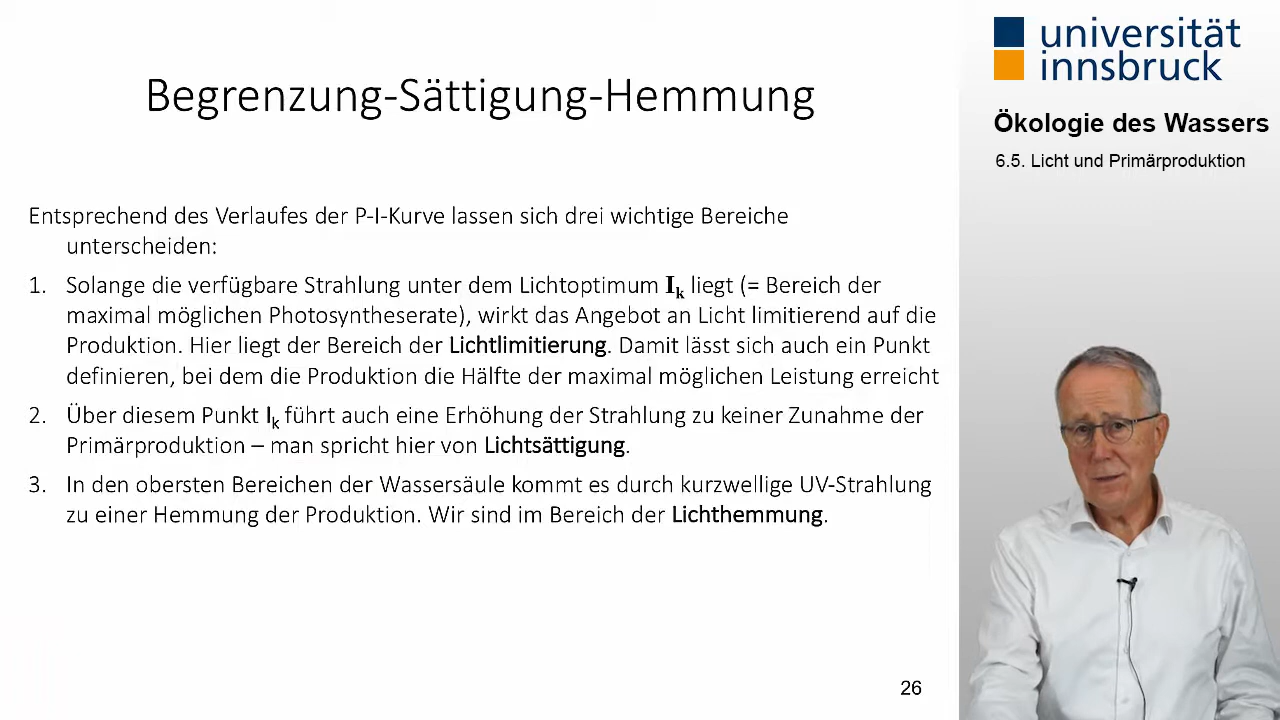 Begrenzung-Sättigung-Hemmung
Entsprechend des Verlaufes der P-I-Kurve lassen sich drei wichtige Bereiche
unterscheiden:
1. Solange die verfügbare Strahlung unter dem Lichtoptimum Ik liegt (= Bereich der
maximal möglichen Photosyntheserate), wirkt das Angebot an Licht limitierend auf die
Produktion. Hier liegt der Bereich der Lichtlimitierung. Damit lässt sich auch ein Punkt
definieren, bei dem die Produktion die Hälfte der maximal möglichen Leistung erreicht
2. Über diesem Punkt Ik führt auch eine Erhöhung der Strahlung zu keiner Zunahme der
Primärproduktion – man spricht hier von Lichtsättigung.
3. In den obersten Bereichen der Wassersäule kommt es durch kurzwellige UV-Strahlung
zu einer Hemmung der Produktion. Wir sind im Bereich der Lichthemmung.
26
universität
innsbruck
Ökologie des Wassers
6.5. Licht und Primärproduktion